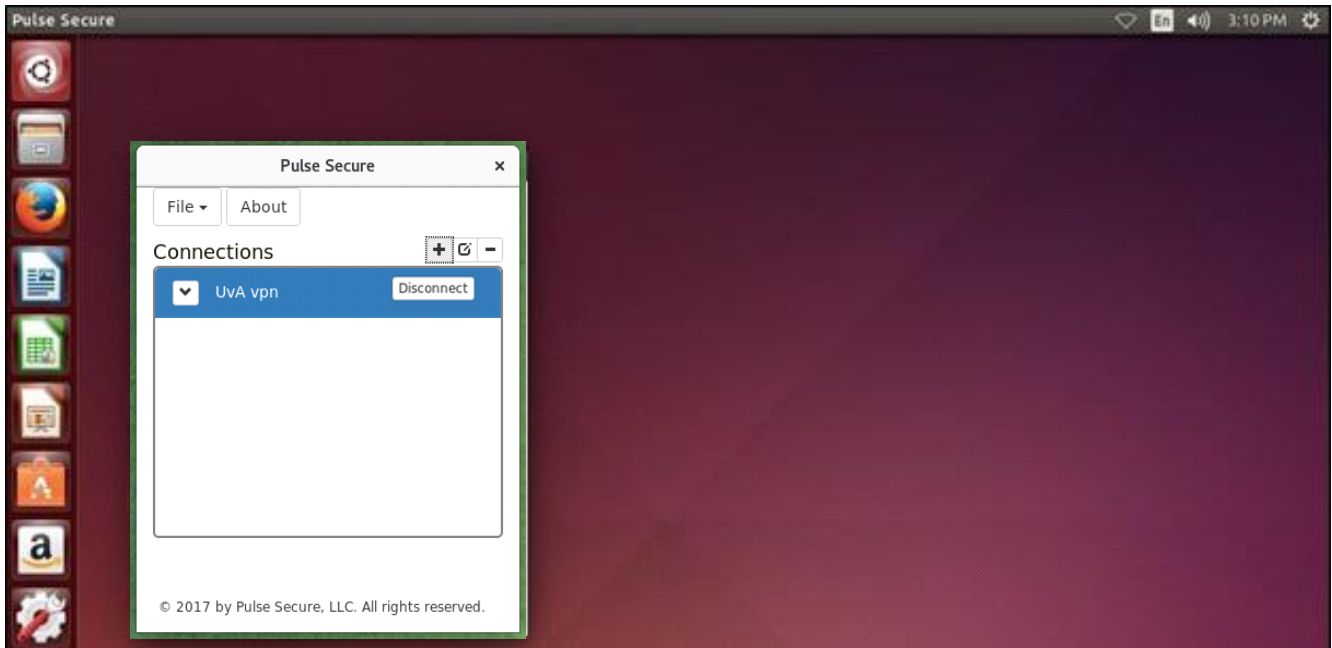 Pulse Secure
En 3:10 PM
Pulse Secure
File About
Connections
UvA vpn Disconnect
a
© 2017 by Pulse Secure, LLC. All rights reserved.